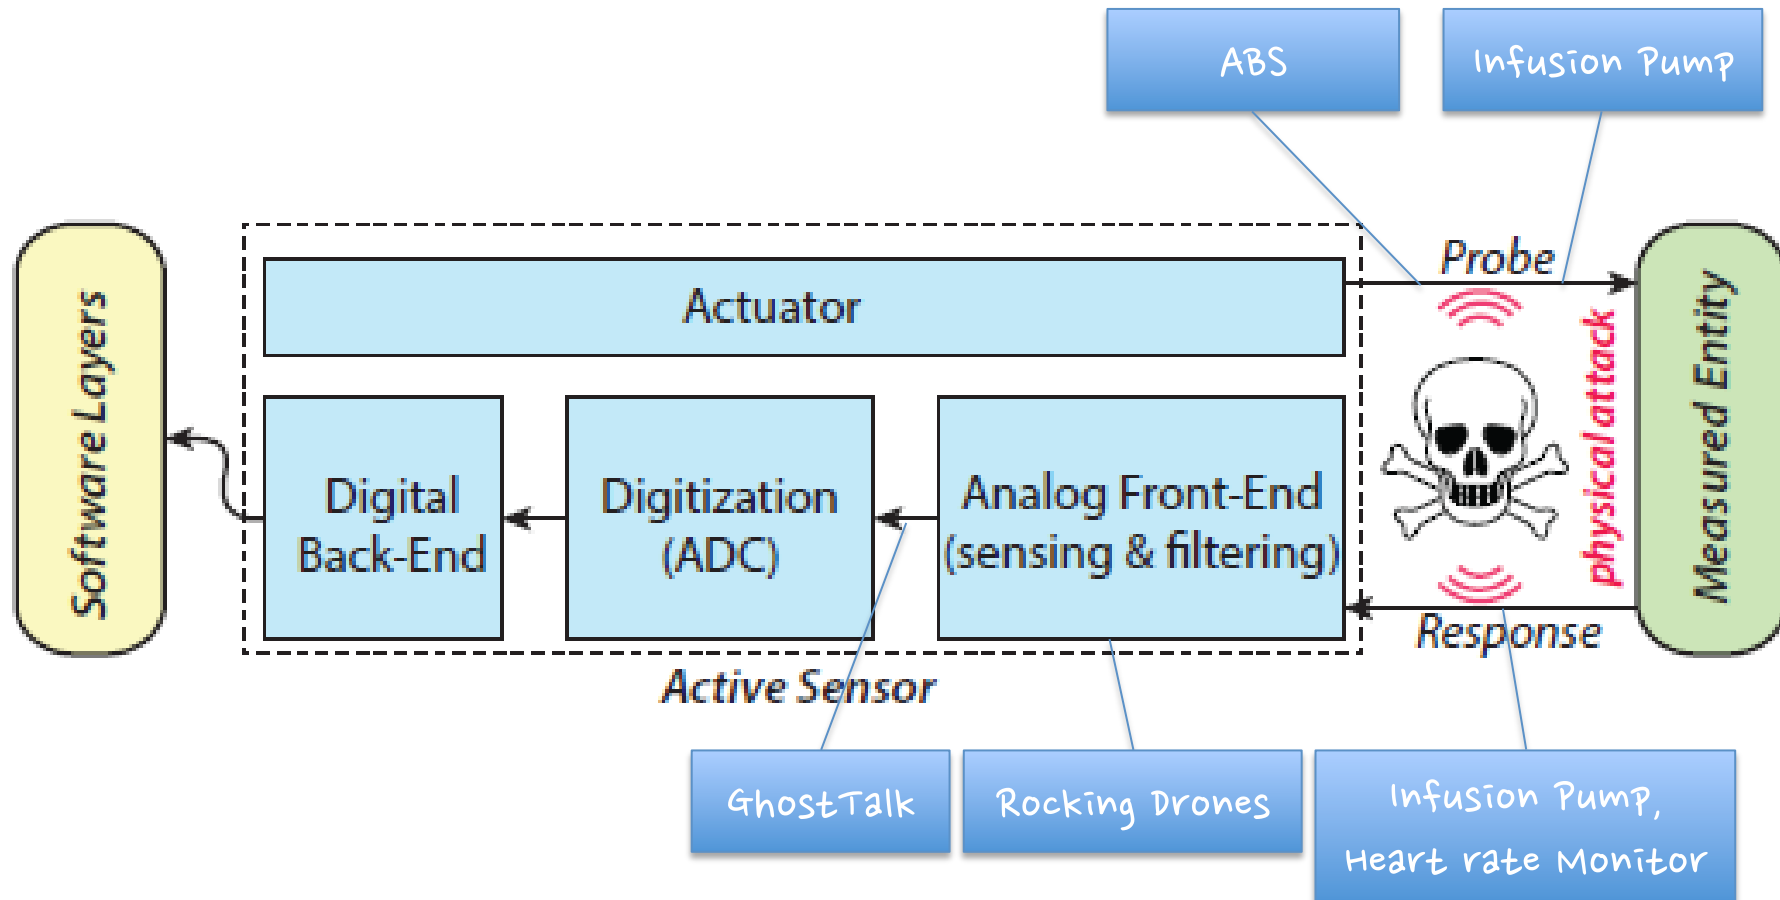 ABS
Infusion Pump
Probe
Actuator
Software Layers
physical attack
Measured Entity
Digital
Back-End
Digitization
(ADC)
Analog Front-End
(sensing & filtering)
Response
Active Sensor
GhostTalk
Rocking Drones
Infusion Pump,
Heart rate Monitor